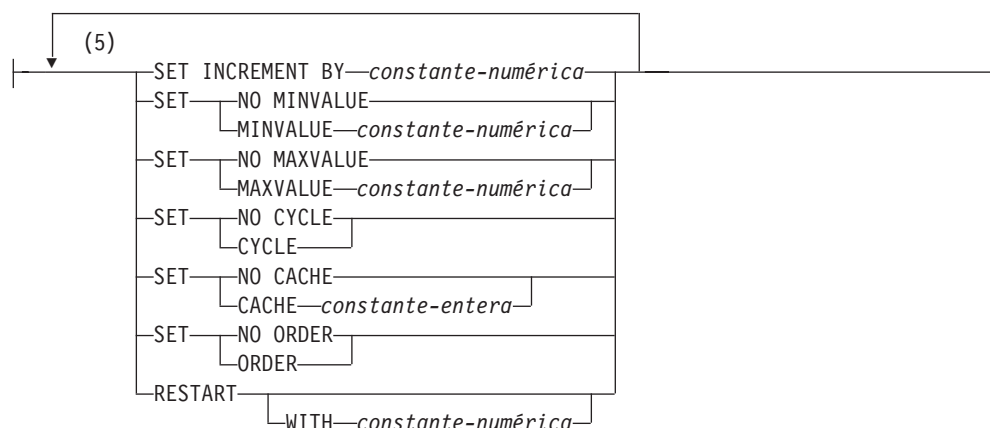 (5)
SET INCREMENT BY constante-numérica
SET NO MINVALUE
MINVALUE constante-numérica
SET NO MAXVALUE
MAXVALUE constante-numérica
SET NO CYCLE
CYCLE
SET NO CACHE
CACHE constante-entera
SET NO ORDER
ORDER
RESTART
WITH constante-numérica